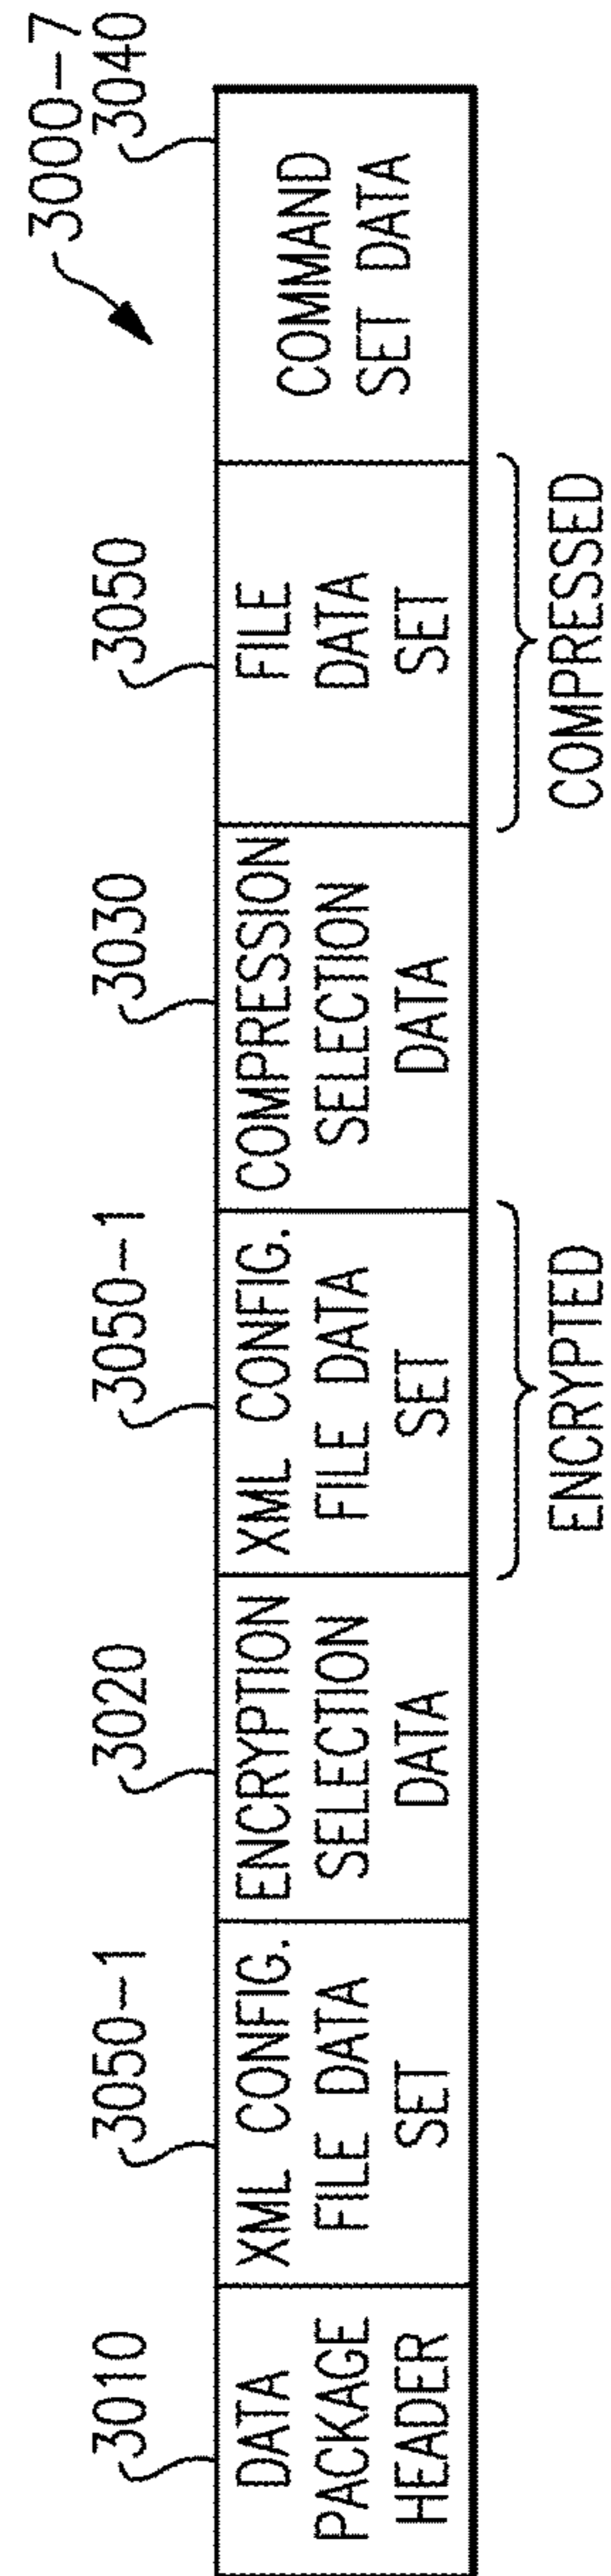 3000-7
3010
3050-1
3020
3050-1
3030
3050
3040
DATA
PACKAGE
HEADER
XML CONFIG.
FILE DATA
SET
ENCRYPTION
SELECTION
DATA
XML CONFIG.
FILE DATA
SET
COMPRESSION
SELECTION
DATA
FILE
DATA
SET
COMMAND
SET DATA
ENCRYPTED
COMPRESSED